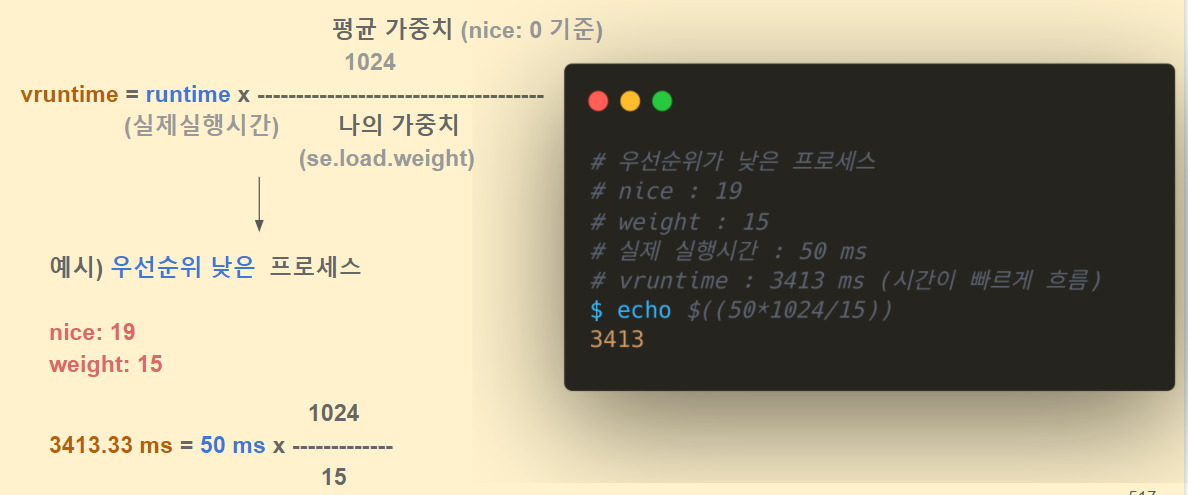 평균 가중치 (nice: 0 기준)
1024
vruntime = runtime x --------------------------------------
(실제실행시간) 나의 가중치
(se.load.weight)
예시) 우선순위 낮은 프로세스
nice: 19
weight: 15
1024
3413.33 ms = 50 ms x -------------
15
# 우선순위가 낮은 프로세스
# nice : 19
# weight : 15
# 실제 실행시간 : 50 ms
# vruntime : 3413 ms (시간이 빠르게 흐름)
$ echo $((50*1024/15))
3413